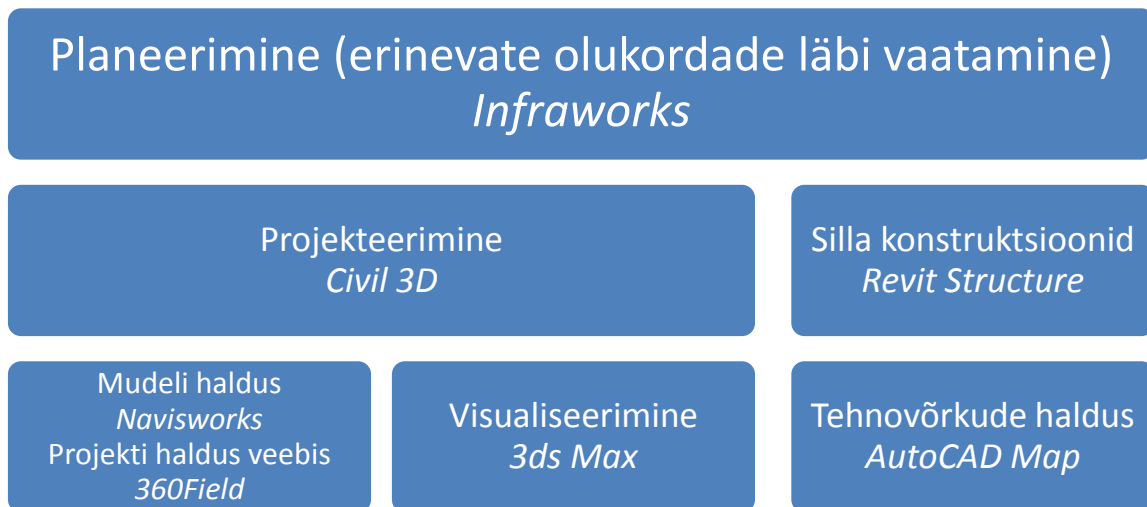 Planeerimine (erinevate olukordade läbi vaatamine)
Infraworks
Projekteerimine
Civil 3D
Silla konstruktsioonid
Revit Structure
Mudeli haldus
Navisworks
Projekti haldus veebis
360Field
Visualiseerimine
3ds Max
Tehnovõrkude haldus
AutoCAD Map